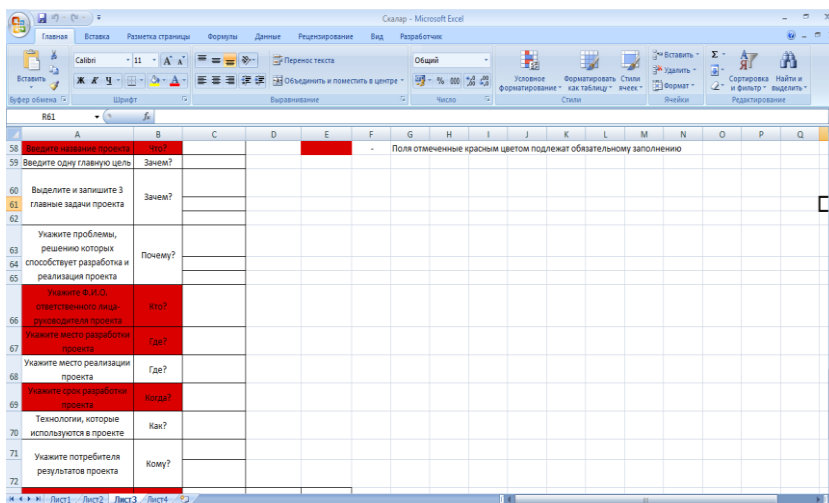 Скалар - Microsoft Excel
Главная Вставка Разметка страницы Формулы Данные Рецензирование Вид Разработчик
Вставить
Calibri 11
Ж К Ч
Перенос текста
Объединить и поместить в центре
Общий
% 000
Условное форматирование
Форматировать как таблицу
Стили ячеек
Вставить
Удалить
Формат
Σ
Сортировка и фильтр
Найти и выделить
Буфер обмена Шрифт Выравнивание Число Стили Ячейки Редактирование
R61 fx
A B C D E F G H I J K L M N O P Q
58 Введите название проекта Что? - Поля отмеченные красным цветом подлежат обязательному заполнению
59 Введите одну главную цель Зачем?
60 Выделите и запишите 3
61 главные задачи проекта Зачем?
62
Укажите проблемы,
63 решению которых
64 способствует разработка и Почему?
65 реализация проекта
Укажите Ф.И.О.
ответственного лица- Кто?
66 руководителя проекта
Укажите место разработки Где?
67 проекта
Укажите место реализации Где?
68 проекта
Укажите срок разработки Когда?
69 проекта
Технологии, которые Как?
70 используются в проекте
71 Укажите потребителя Кому?
результатов проекта
72
Лист1 Лист2 Лист3 Лист4